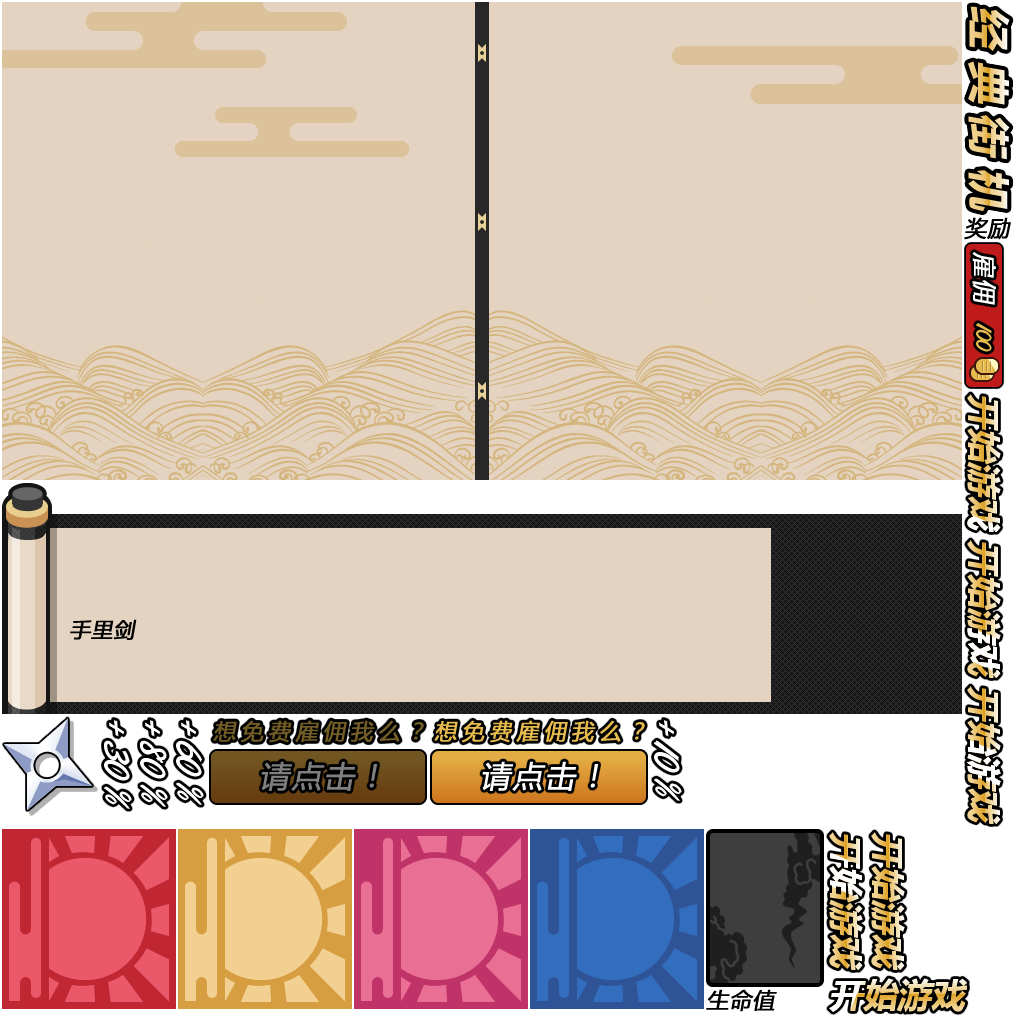 经典街机
奖励
雇佣 100
开始游戏
开始游戏
开始游戏
手里剑
+30%
+80%
+60%
想免费雇佣我么？
请点击！
想免费雇佣我么？
请点击！
+10%
开始游戏
开始游戏
生命值
开始游戏